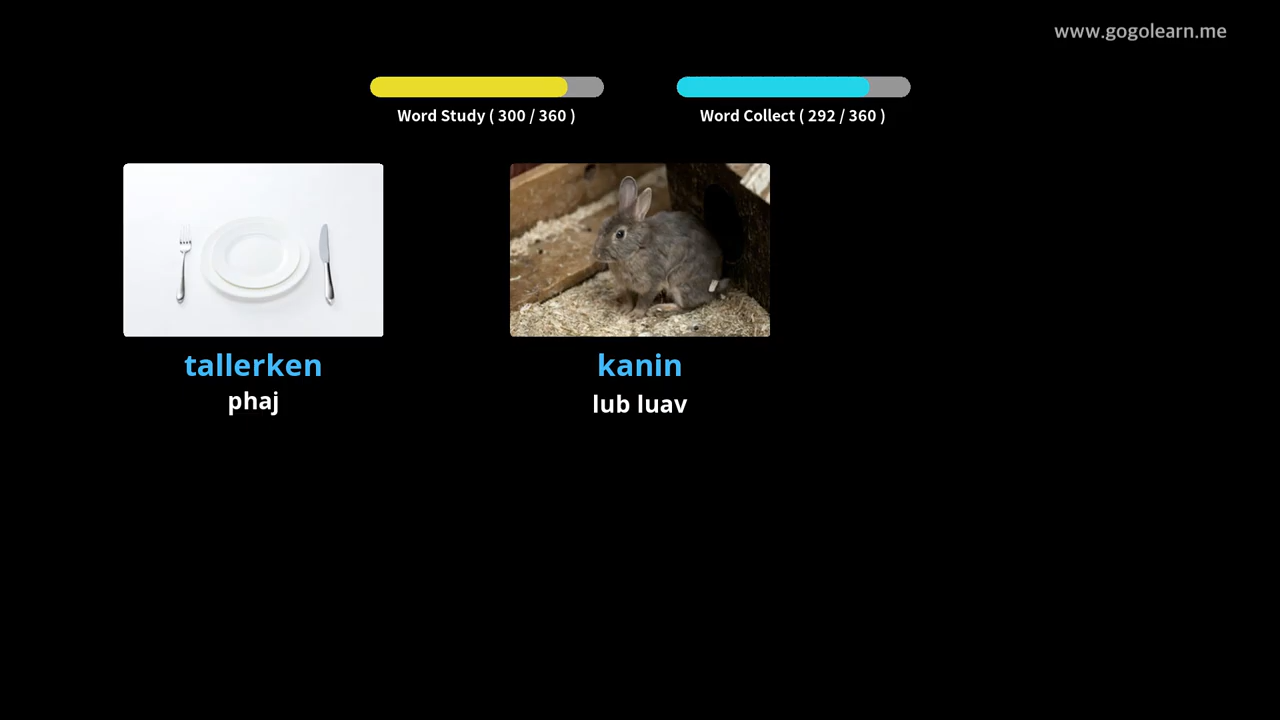 www.gogolearn.me
Word Study ( 300 / 360 )
Word Collect ( 292 / 360 )
tallerken
phaj
kanin
lub luav